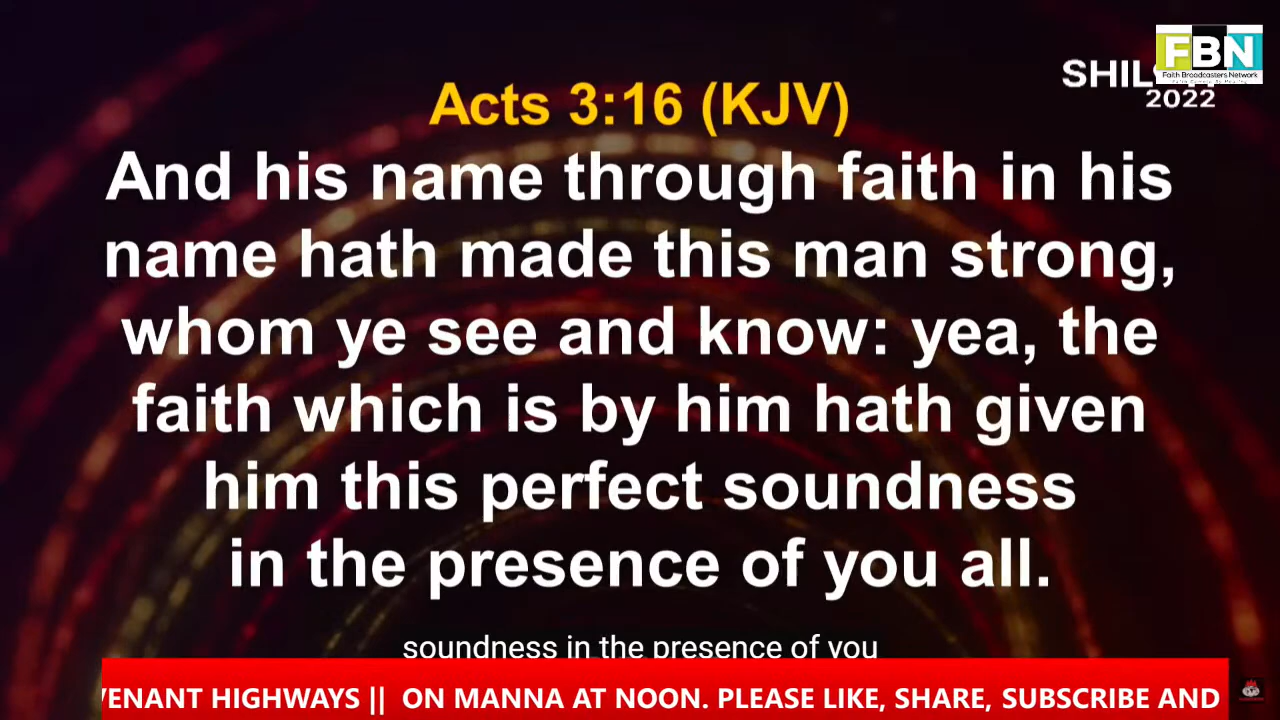 FBN
Faith Broadcasters Network
2022
Acts 3:16 (KJV)
And his name through faith in his
name hath made this man strong,
whom ye see and know: yea, the
faith which is by him hath given
him this perfect soundness
in the presence of you all.
soundness in the presence of you
HIGHWAYS || ON MANNA AT NOON. PLEASE LIKE, SHARE, SUBSCRIBE AND